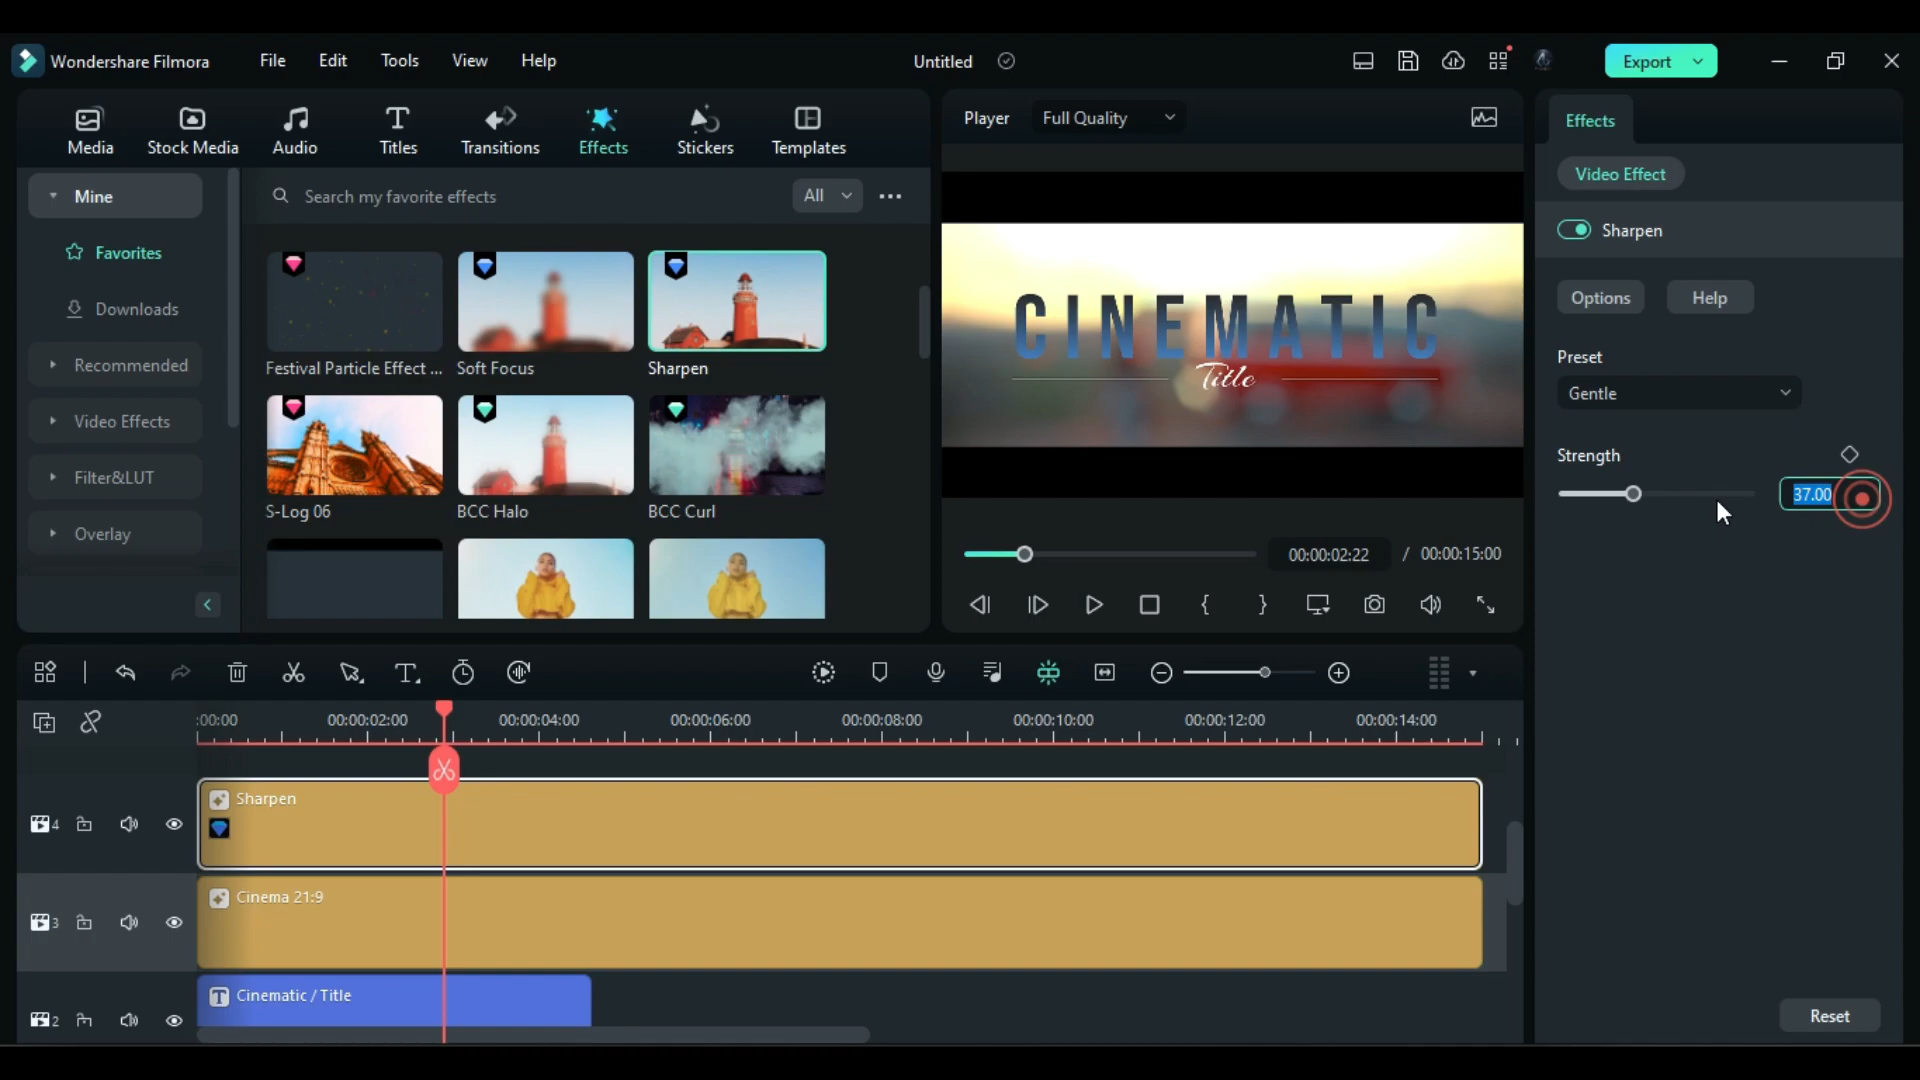 Wondershare Filmora
File
Edit
Tools
View
Help
Untitled
Export
Media
Stock Media
Audio
Titles
Transitions
Effects
Stickers
Templates
Player
Full Quality
Effects
Video Effect
Mine
Search my favorite effects
All
Sharpen
Favorites
Downloads
Recommended
Video Effects
Filter&LUT
Overlay
Festival Particle Effect ...
Soft Focus
Sharpen
S-Log 06
BCC Halo
BCC Curl
CINEMATIC
Title
Options
Help
Preset
Gentle
Strength
37.00
00:00:02:22
/ 00:00:15:00
:00:00
00:00:02:00
00:00:04:00
00:00:06:00
00:00:08:00
00:00:10:00
00:00:12:00
00:00:14:00
4
Sharpen
3
Cinema 21:9
2
T Cinematic / Title
Reset